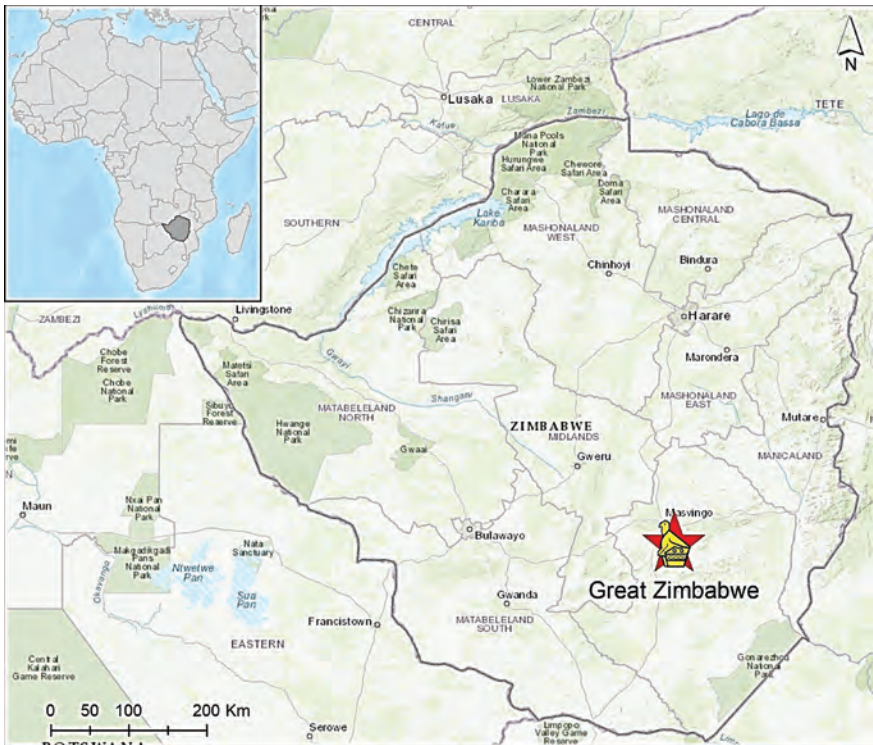 CENTRAL
N
Lower Zambezi
National Park
Lusaka
LUSAKA
Zambezi
TETE
Lago de
Cabora Bassa
Kafue
Mana Pools
National
Park
Hurungwe
Safari Area
Chewore
Safari Area
Charara
Safari
Area
Doma
Safari
Area
SOUTHERN
Lake
Kariba
MASHONALAND
WEST
MASHONALAND
CENTRAL
Chete
Safari
Area
Chinhoyi
Bindura
ZAMBEZI
Livingstone
Chizarira
National
Park
Chirisa
Safari
Area
Harare
Chobe
Forest
Reserve
Chobe
National
Park
Matetsi
Safari
Area
Gwayi
Marondera
Sibuyu
Forest
Reserve
Shangani
MASHONALAND
EAST
MATABELELAND
NORTH
Hwange
National
Park
ZIMBABWE
MIDLANDS
Mutare
Gwaai
Gweru
MANICALAND
Nxai Pan
National
Park
Maun
Masvingo
Bulawayo
Makgadikgadi
Pans
National
Park
Nata
Sanctuary
Ntwetwe
Pan
Sua
Pan
Okavango
Great Zimbabwe
Gwanda
MATABELELAND
SOUTH
Francistown
EASTERN
Central
Kalahari
Game Reserve
Gonarezhou
National
Park
0 50 100 200 Km
Serowe
Limpopo
Valley Game
Reserve
BOTSWANA